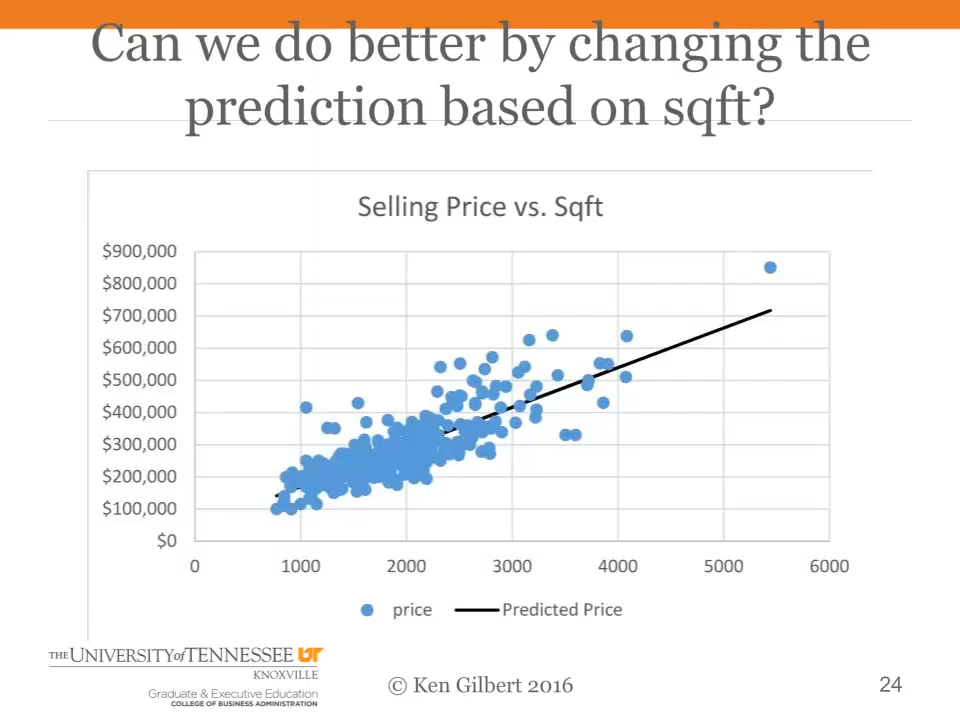 Can we do better by changing the
prediction based on sqft?
Selling Price vs. Sqft
$900,000
$800,000
$700,000
$600,000
$500,000
$400,000
$300,000
$200,000
$100,000
$0
0 1000 2000 3000 4000 5000 6000
price Predicted Price
THE UNIVERSITY of TENNESSEE UT
KNOXVILLE
Graduate & Executive Education
COLLEGE OF BUSINESS ADMINISTRATION
© Ken Gilbert 2016
24